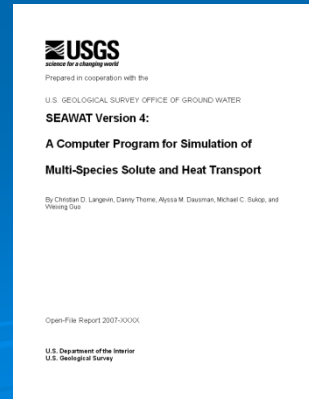 USGS
science for a changing world
Prepared in cooperation with the
U.S. GEOLOGICAL SURVEY OFFICE OF GROUND WATER
SEAWAT Version 4:
A Computer Program for Simulation of
Multi-Species Solute and Heat Transport
By Christian D. Langevin, Danny Thorne, Alyssa M. Dausman, Michael C. Sukop, and
Weixing Guo
Open-File Report 2007-XXXX
U.S. Department of the Interior
U.S. Geological Survey